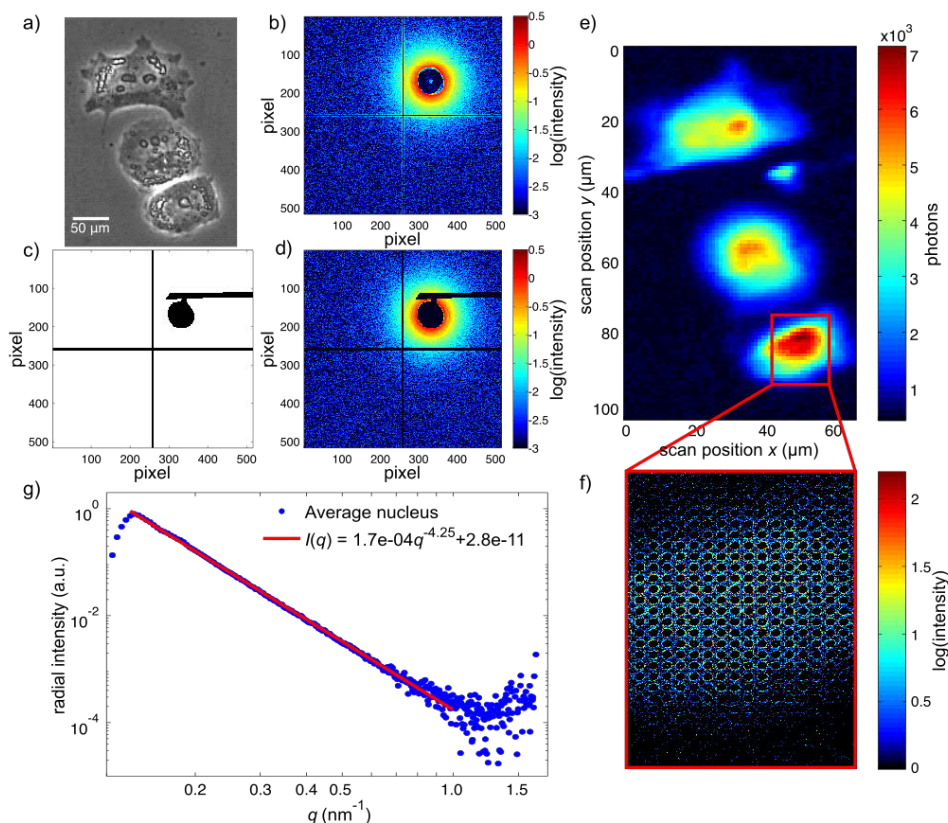 a)
50 µm
b)
pixel
100
200
300
400
500
100 200 300 400 500
pixel
0.5
0
-0.5
-1
-1.5
-2
-2.5
-3
log(intensity)
c)
pixel
100
200
300
400
500
100 200 300 400 500
pixel
d)
pixel
100
200
300
400
500
100 200 300 400 500
pixel
0.5
0
-0.5
-1
-1.5
-2
-2.5
-3
log(intensity)
e)
scan position y (µm)
0
20
40
60
80
100
0 20 40 60
scan position x (µm)
x10³
7
6
5
4
3
2
1
photons
f)
2
1.5
1
0.5
0
log(intensity)
g)
radial intensity (a.u.)
10⁰
10⁻²
10⁻⁴
Average nucleus
I(q) = 1.7e-04q⁻⁴·²⁵+2.8e-11
0.2 0.3 0.4 0.5 1.0 1.5
q (nm⁻¹)